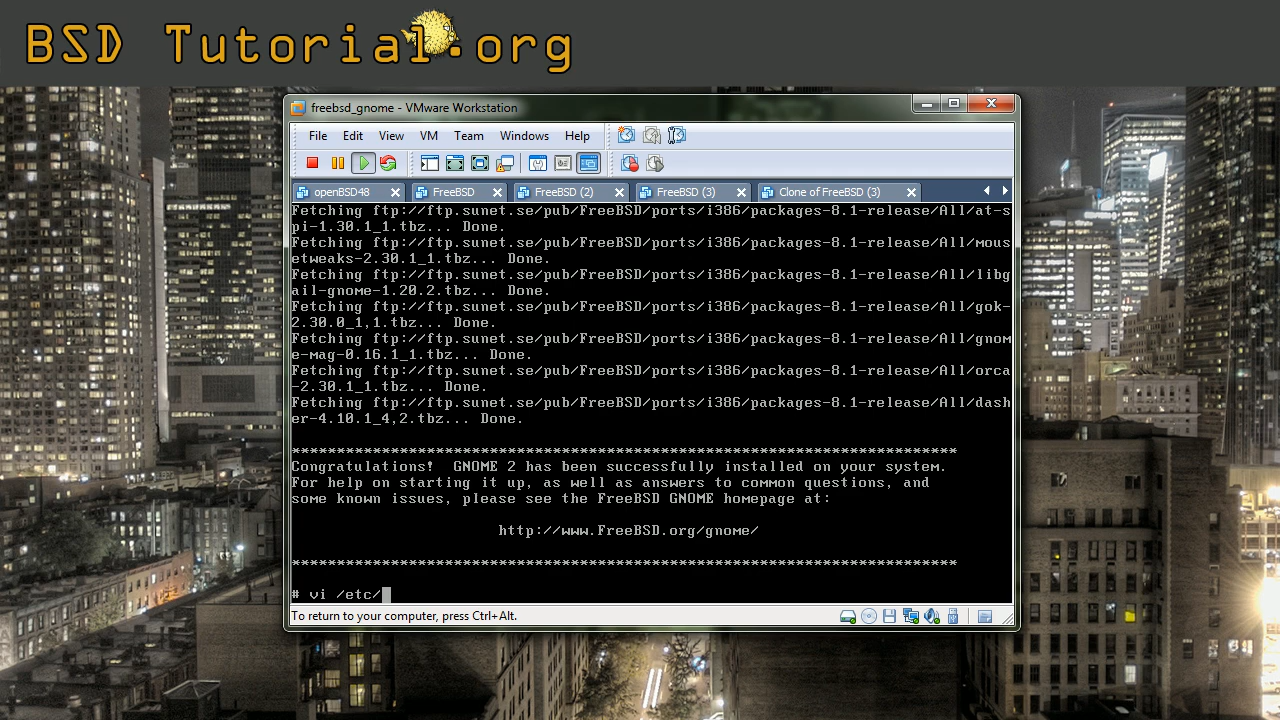 BSD Tutorial.org
freebsd_gnome - VMware Workstation
File Edit View VM Team Windows Help
openBSD48 FreeBSD FreeBSD (2) FreeBSD (3) Clone of FreeBSD (3)
Fetching ftp://ftp.sunet.se/pub/FreeBSD/ports/i386/packages-8.1-release/All/at-s
pi-1.30.1_1.tbz... Done.
Fetching ftp://ftp.sunet.se/pub/FreeBSD/ports/i386/packages-8.1-release/All/mous
etweaks-2.30.1_1.tbz... Done.
Fetching ftp://ftp.sunet.se/pub/FreeBSD/ports/i386/packages-8.1-release/All/libg
ail-gnome-1.20.2.tbz... Done.
Fetching ftp://ftp.sunet.se/pub/FreeBSD/ports/i386/packages-8.1-release/All/gok-
2.30.0_1,1.tbz... Done.
Fetching ftp://ftp.sunet.se/pub/FreeBSD/ports/i386/packages-8.1-release/All/gnom
e-mag-0.16.1_1.tbz... Done.
Fetching ftp://ftp.sunet.se/pub/FreeBSD/ports/i386/packages-8.1-release/All/orca
-2.30.1_1.tbz... Done.
Fetching ftp://ftp.sunet.se/pub/FreeBSD/ports/i386/packages-8.1-release/All/dash
er-4.10.1_4,2.tbz... Done.
**************************************************************************
Congratulations!  GNOME 2 has been successfully installed on your system.
For help on starting it up, as well as answers to common questions, and
some known issues, please see the FreeBSD GNOME homepage at:
http://www.FreeBSD.org/gnome/
**************************************************************************
# vi /etc/
To return to your computer, press Ctrl+Alt.